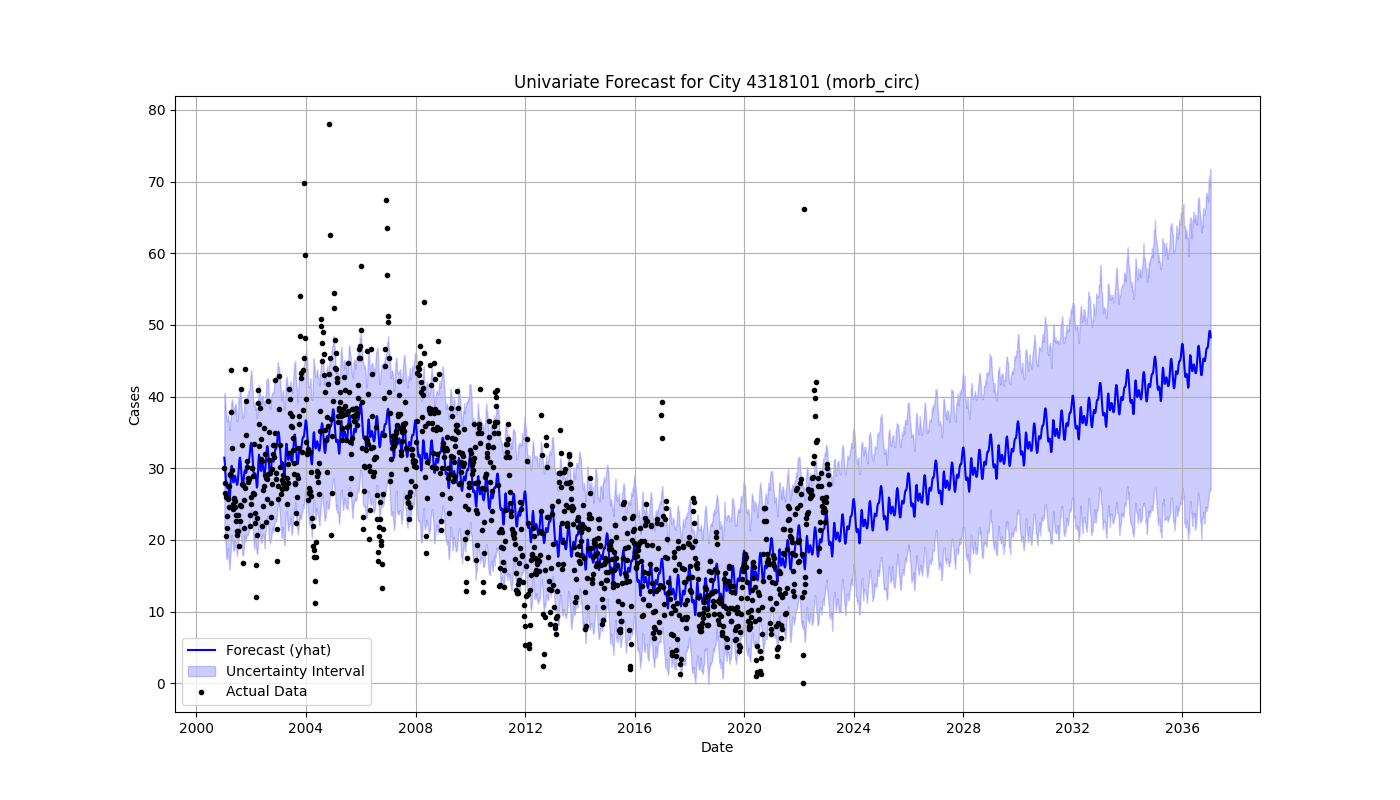 Univariate Forecast for City 4318101 (morb_circ)
80
70
60
50
40
30
20
10
0
Cases
Forecast (yhat)
Uncertainty Interval
Actual Data
2000 2004 2008 2012 2016 2020 2024 2028 2032 2036
Date